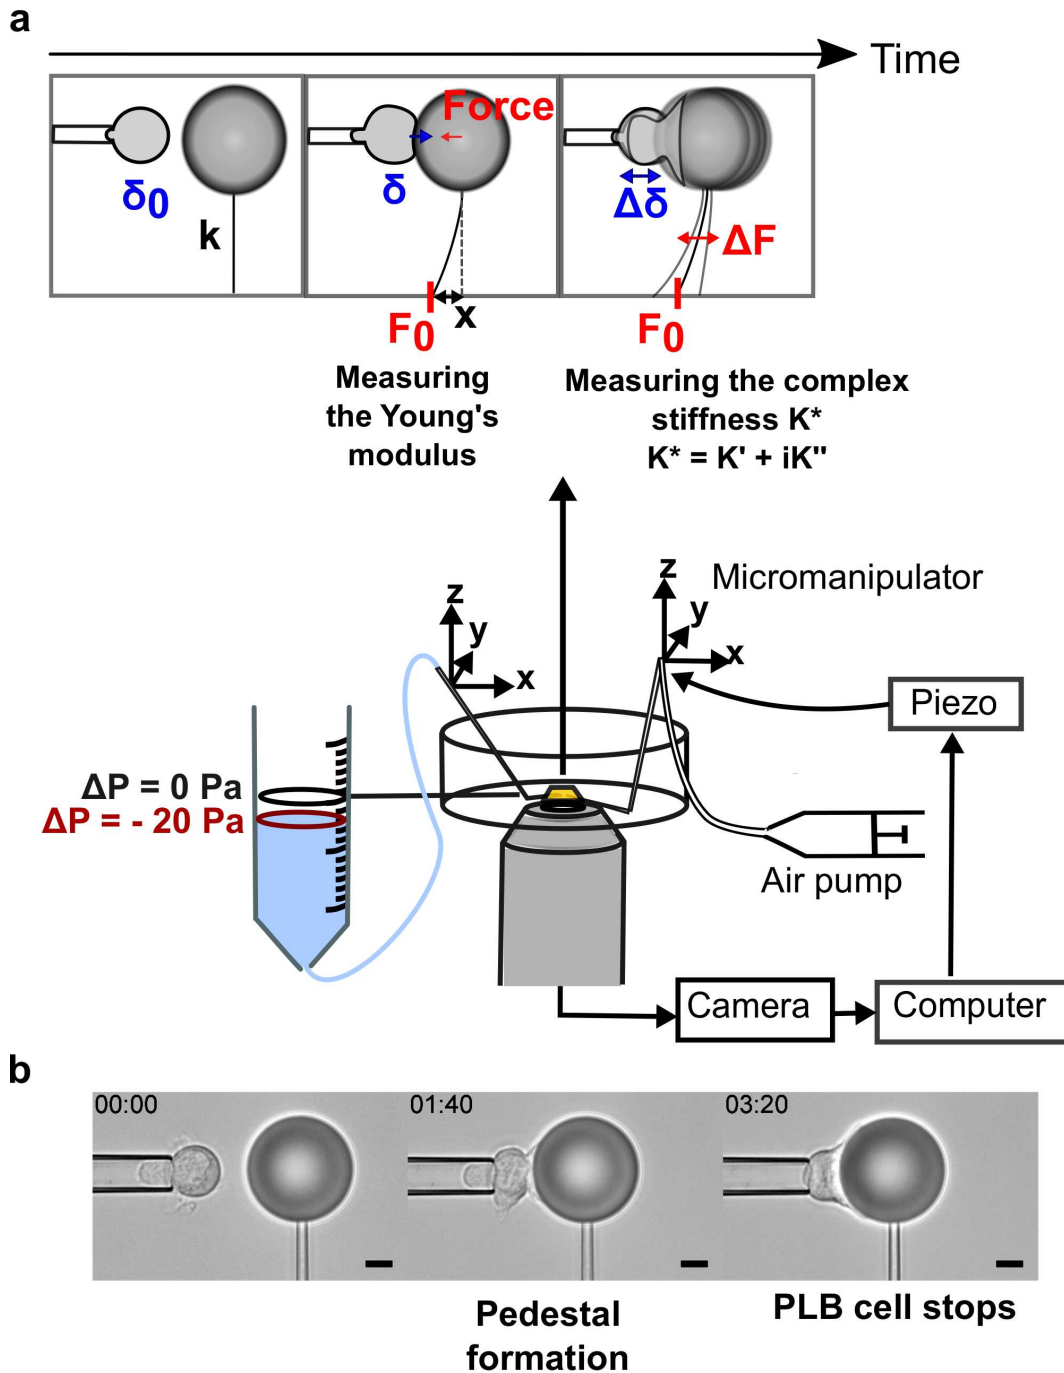 a
Time
Force
δ0
δ
Δδ
k
ΔF
x
F0
F0
Measuring
the Young's
modulus
Measuring the complex
stiffness K*
K* = K' + iK"
z
y
x
z
y
x
Micromanipulator
Piezo
ΔP = 0 Pa
ΔP = - 20 Pa
Air pump
Camera
Computer
b
00:00
01:40
03:20
Pedestal
formation
PLB cell stops